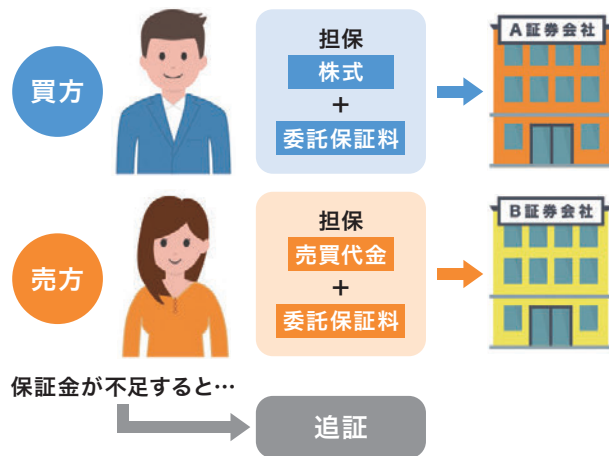 買方
担保
株式
+
委託保証料
A証券会社
売方
担保
売買代金
+
委託保証料
B証券会社
保証金が不足すると…
追証